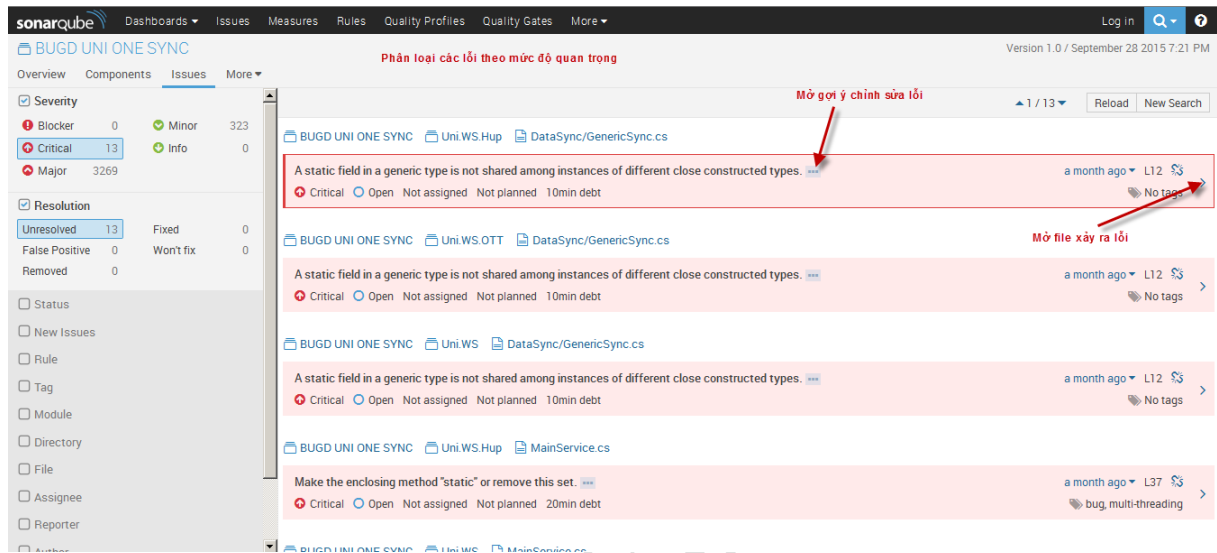 sonarqube Dashboards Issues Measures Rules Quality Profiles Quality Gates More Log in
BUGD UNI ONE SYNC
Version 1.0 / September 28 2015 7:21 PM
Phân loại các lỗi theo mức độ quan trọng
Overview Components Issues More
Severity
Blocker 0 Minor 323
Critical 13 Info 0
Major 3269
Resolution
Unresolved 13 Fixed 0
False Positive 0 Won't fix 0
Removed 0
Status
New Issues
Rule
Tag
Module
Directory
File
Assignee
Reporter
Author
Mở gợi ý chỉnh sửa lỗi
1 / 13 Reload New Search
BUGD UNI ONE SYNC Uni.WS.Hup DataSync/GenericSync.cs
A static field in a generic type is not shared among instances of different close constructed types. a month ago L12
Critical Open Not assigned Not planned 10min debt No tags
Mở file xảy ra lỗi
BUGD UNI ONE SYNC Uni.WS.OTT DataSync/GenericSync.cs
A static field in a generic type is not shared among instances of different close constructed types. a month ago L12
Critical Open Not assigned Not planned 10min debt No tags
BUGD UNI ONE SYNC Uni.WS DataSync/GenericSync.cs
A static field in a generic type is not shared among instances of different close constructed types. a month ago L12
Critical Open Not assigned Not planned 10min debt No tags
BUGD UNI ONE SYNC Uni.WS.Hup MainService.cs
Make the enclosing method "static" or remove this set. a month ago L37
Critical Open Not assigned Not planned 20min debt bug, multi-threading
BUGD UNI ONE SYNC Uni.WS MainService.cs